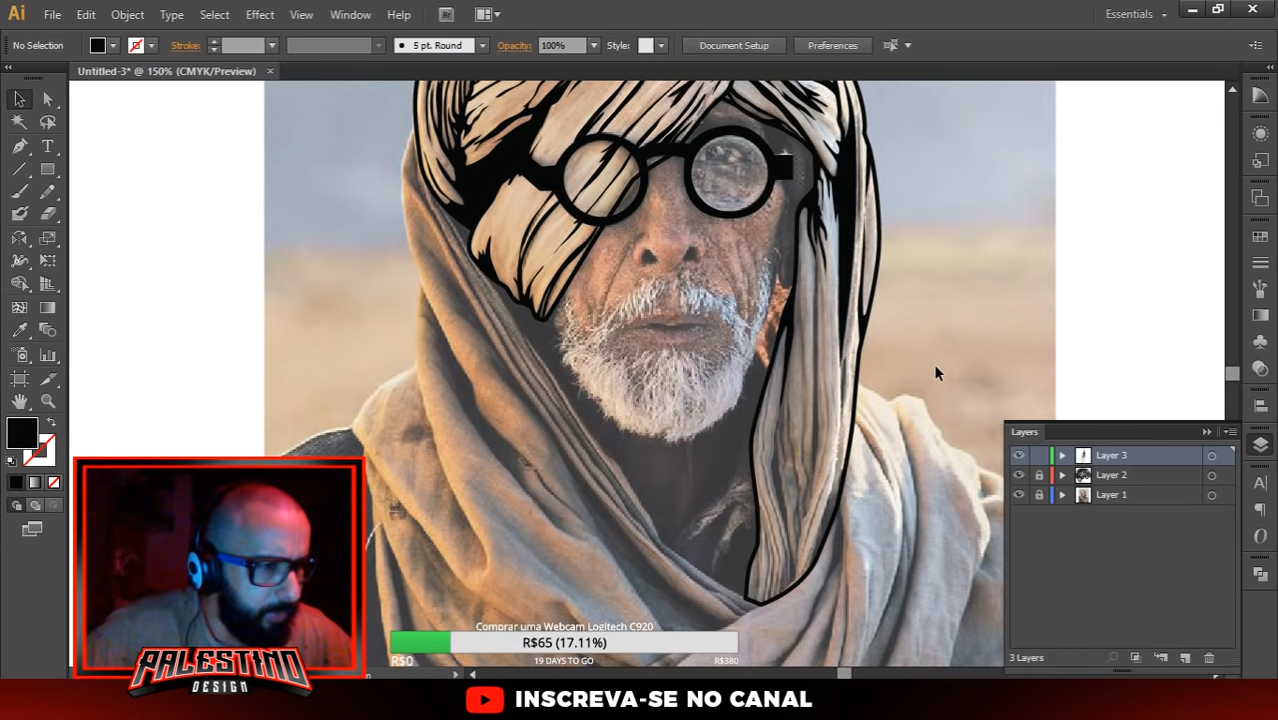 Ai File Edit Object Type Select Effect View Window Help Br Essentials
No Selection Stroke: 5 pt. Round Opacity: 100% Style: Document Setup Preferences
Untitled-3* @ 150% (CMYK/Preview) ×
Layers
Layer 3
Layer 2
Layer 1
3 Layers
Comprar uma Webcam Logitech C920
R$65 (17.11%)
R$0 19 DAYS TO GO R$380
PALESTINO
DESIGN
INSCREVA-SE NO CANAL